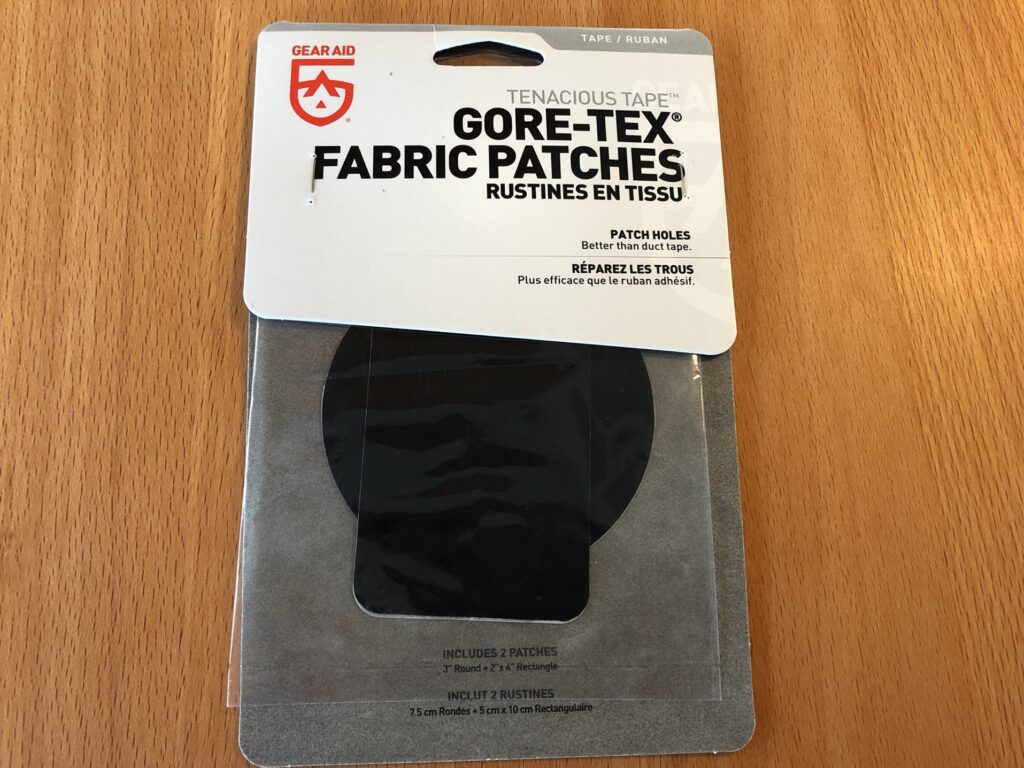 GEAR AID
TAPE / RUBAN
TENACIOUS TAPE™
GORE-TEX®
FABRIC PATCHES
RUSTINES EN TISSU
PATCH HOLES
Better than duct tape.
RÉPAREZ LES TROUS
Plus efficace que le ruban adhésif.
INCLUDES 2 PATCHES
3" Round + 2" x 4" Rectangle
INCLUT 2 RUSTINES
7.5 cm Rondes + 5 cm x 10 cm Rectangulaire